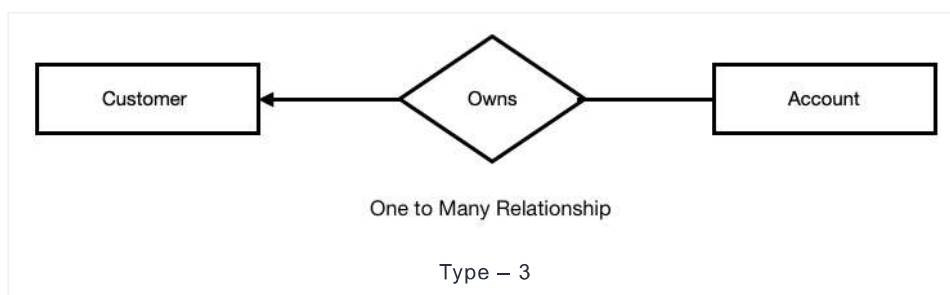 Customer Owns Account
One to Many Relationship
Type – 3